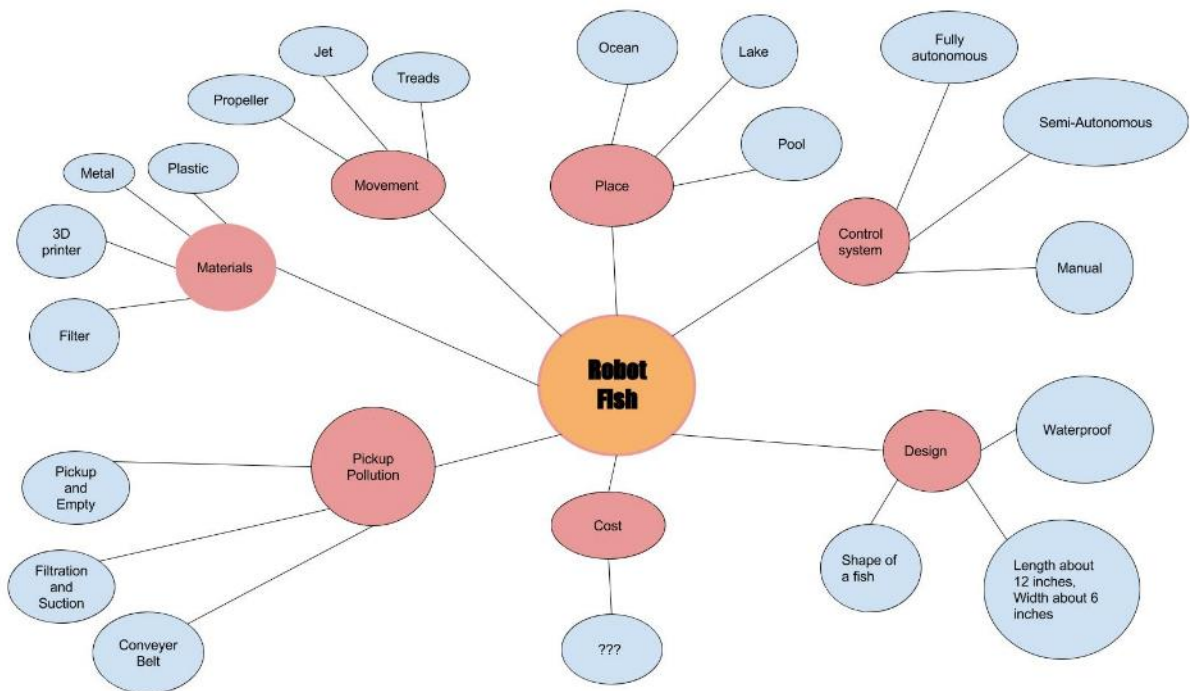 Jet
Treads
Propeller
Movement
Metal
Plastic
3D
printer
Materials
Filter
Ocean
Lake
Pool
Place
Fully
autonomous
Semi-Autonomous
Control
system
Manual
Robot
Fish
Pickup
Pollution
Pickup
and
Empty
Filtration
and
Suction
Conveyer
Belt
Cost
???
Design
Waterproof
Shape of
a fish
Length about
12 inches,
Width about 6
inches